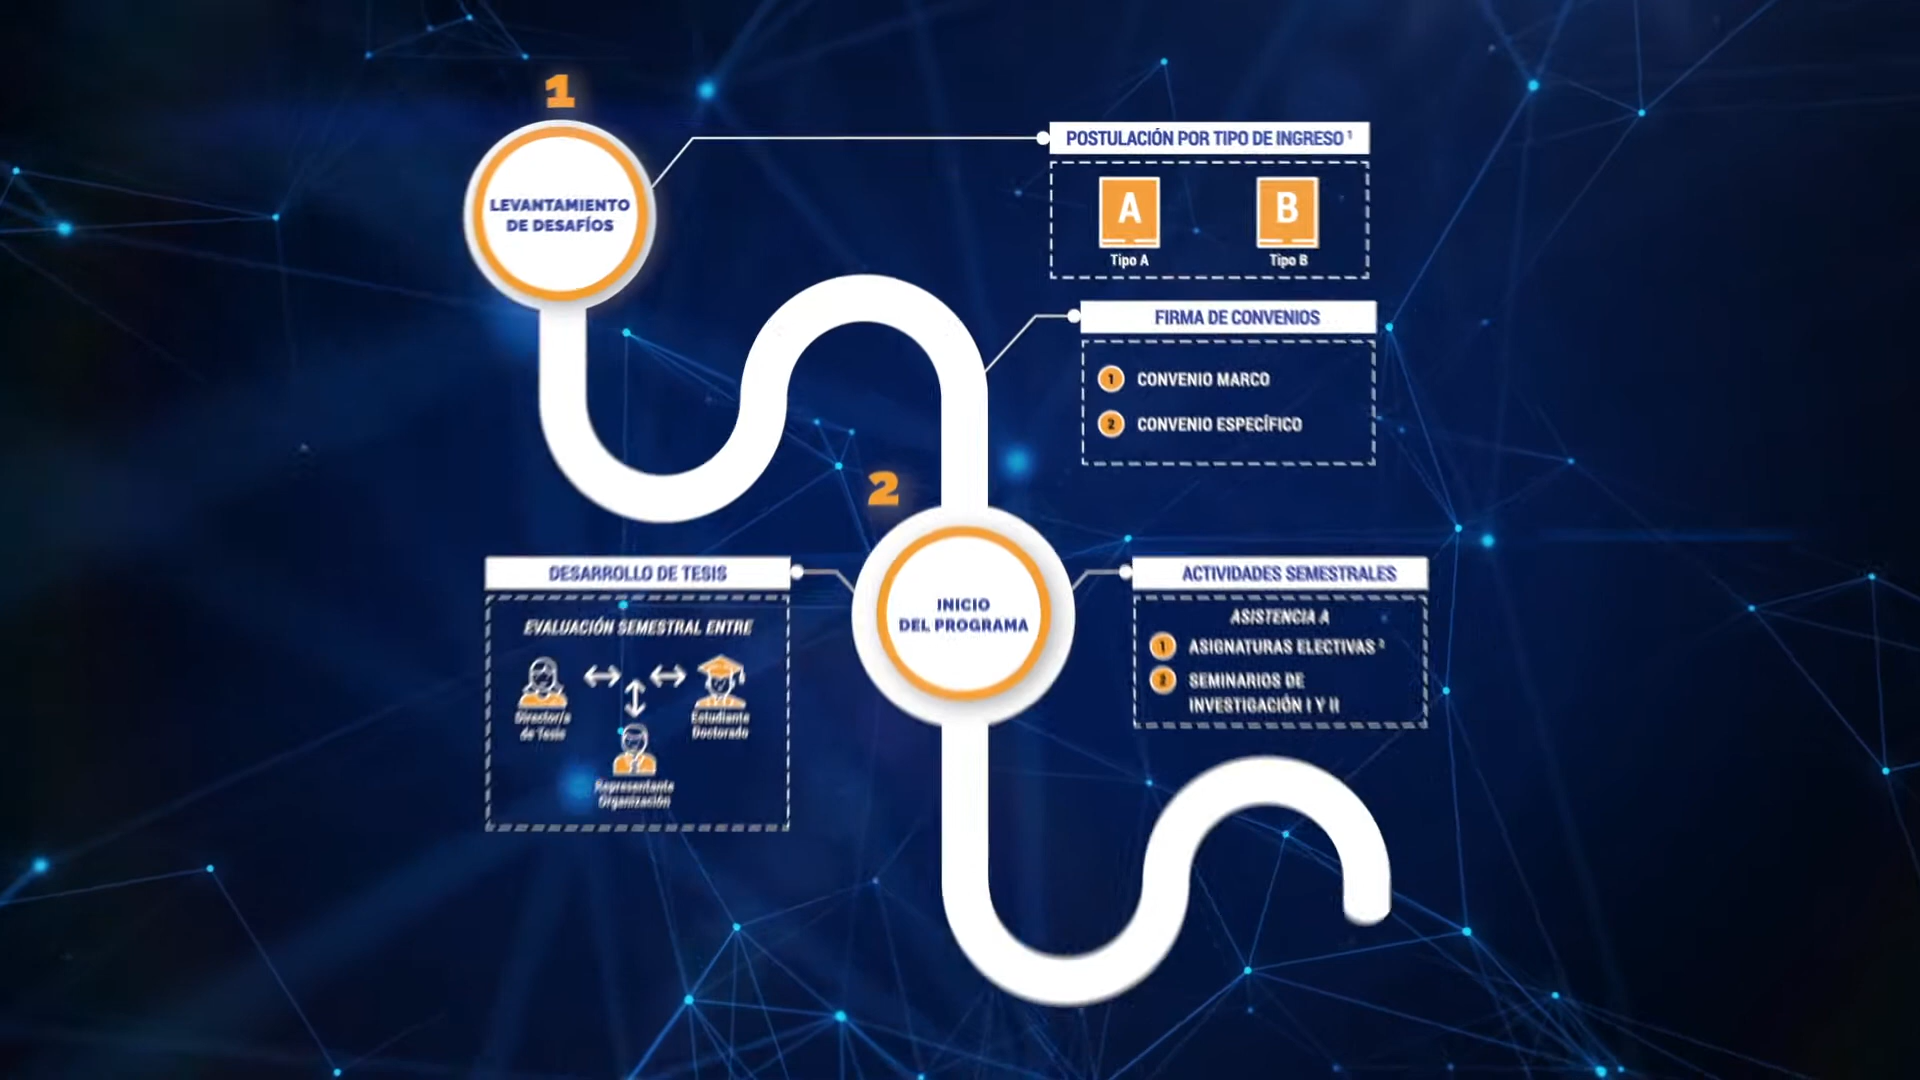 1
LEVANTAMIENTO
DE DESAFÍOS
POSTULACIÓN POR TIPO DE INGRESO ¹
A
B
Tipo A
Tipo B
FIRMA DE CONVENIOS
1 CONVENIO MARCO
2 CONVENIO ESPECÍFICO
2
INICIO
DEL PROGRAMA
DESARROLLO DE TESIS
EVALUACIÓN SEMESTRAL ENTRE
Director/a
de Tesis
Estudiante
Doctorado
Representante
Organización
ACTIVIDADES SEMESTRALES
ASISTENCIA A
1 ASIGNATURAS ELECTIVAS ²
2 SEMINARIOS DE
INVESTIGACIÓN I Y II